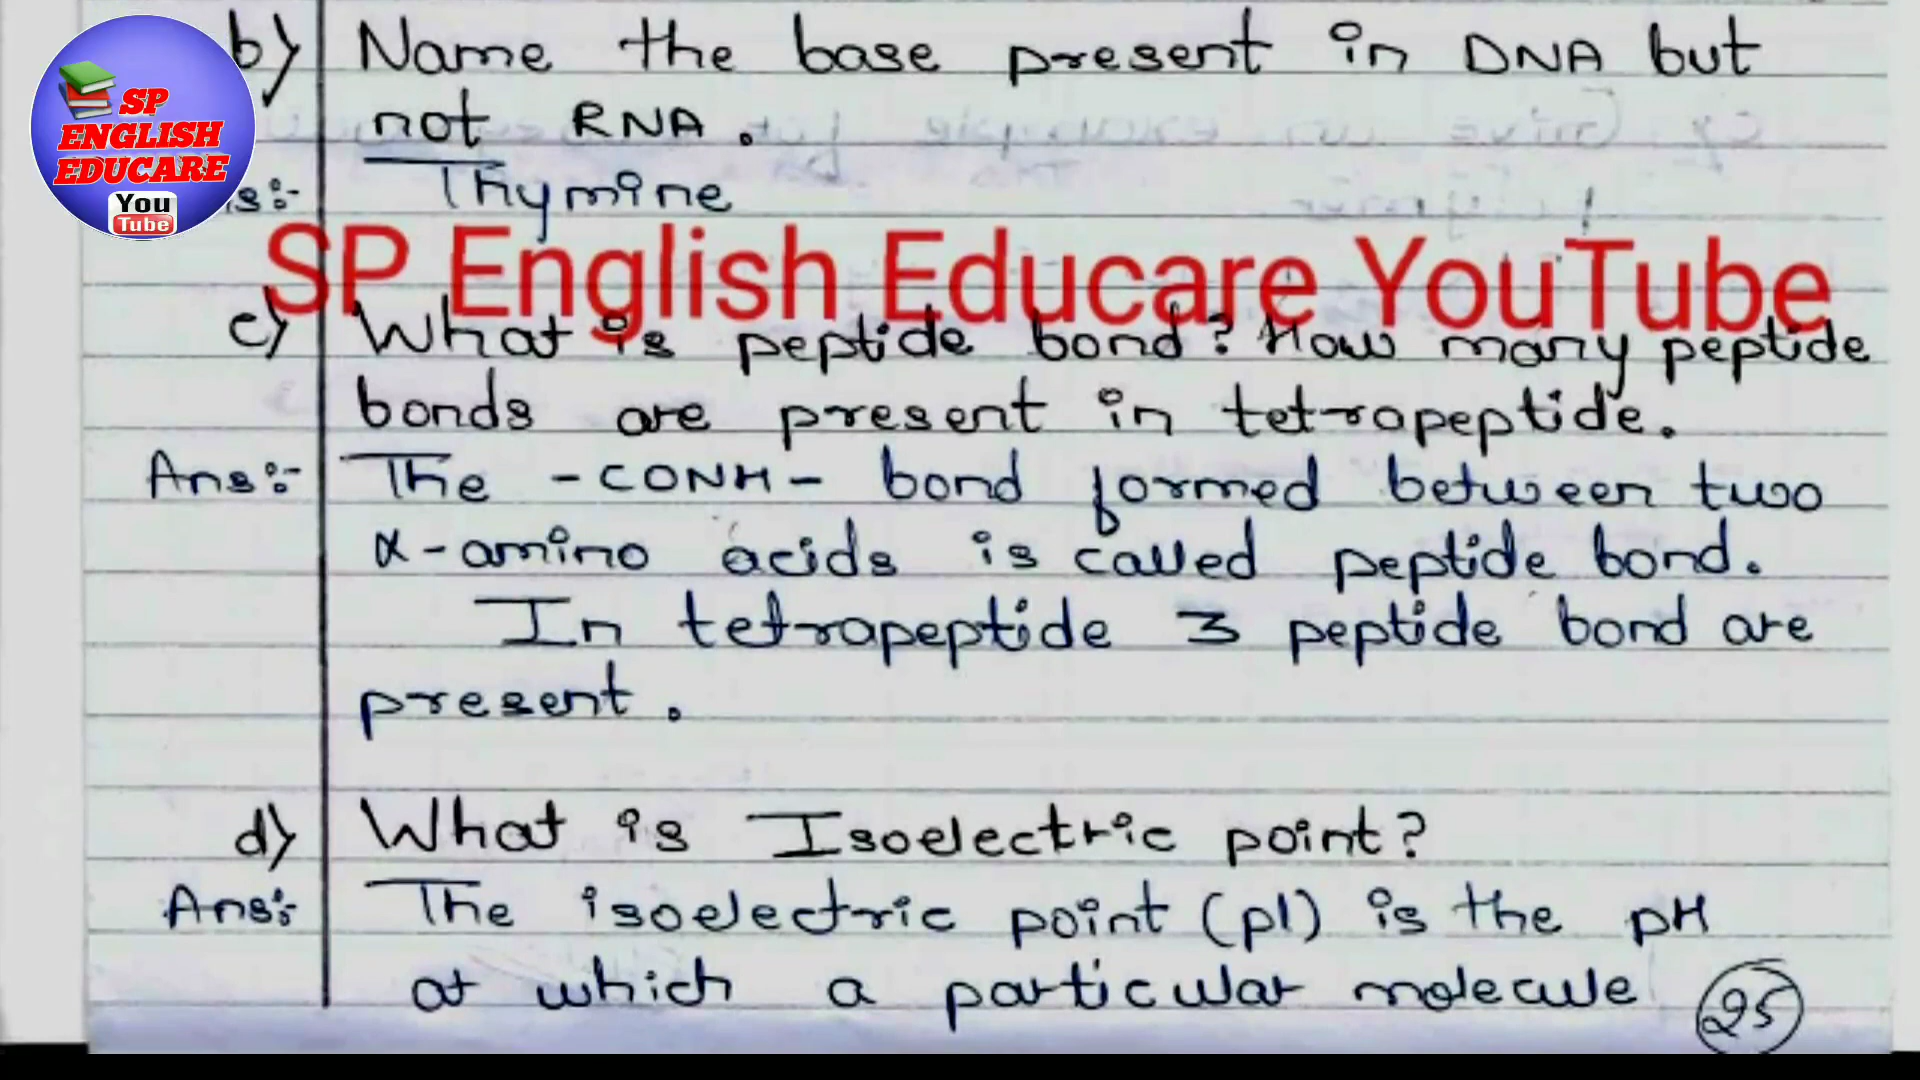 b) Name the base present in DNA but
not RNA.
SP
ENGLISH
EDUCARE
You
Tube
Thymine
SP English Educare YouTube
c) What is peptide bond? How many peptide
bonds are present in tetrapeptide.
Ans:- The -CONH- bond formed between two
α-amino acids is called peptide bond.
In tetrapeptide 3 peptide bond are
present.
d) What is Isoelectric point?
Ans:- The isoelectric point (pI) is the pH
at which a particular molecule
25